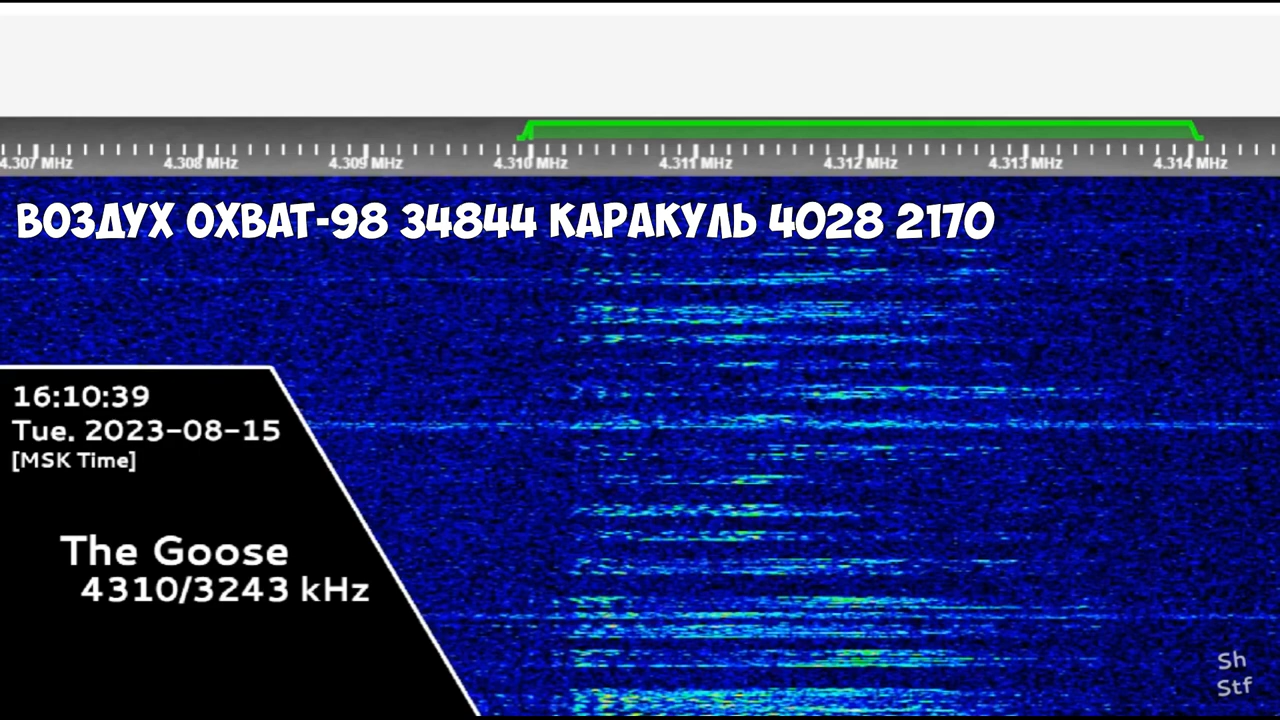 4.307 MHz 4.308 MHz 4.309 MHz 4.310 MHz 4.311 MHz 4.312 MHz 4.313 MHz 4.314 MHz
ВОЗДУХ ОХВАТ-98 34844 КАРАКУЛЬ 4028 2170
16:10:39
Tue. 2023-08-15
[MSK Time]
The Goose
4310/3243 kHz
Sh
Stf